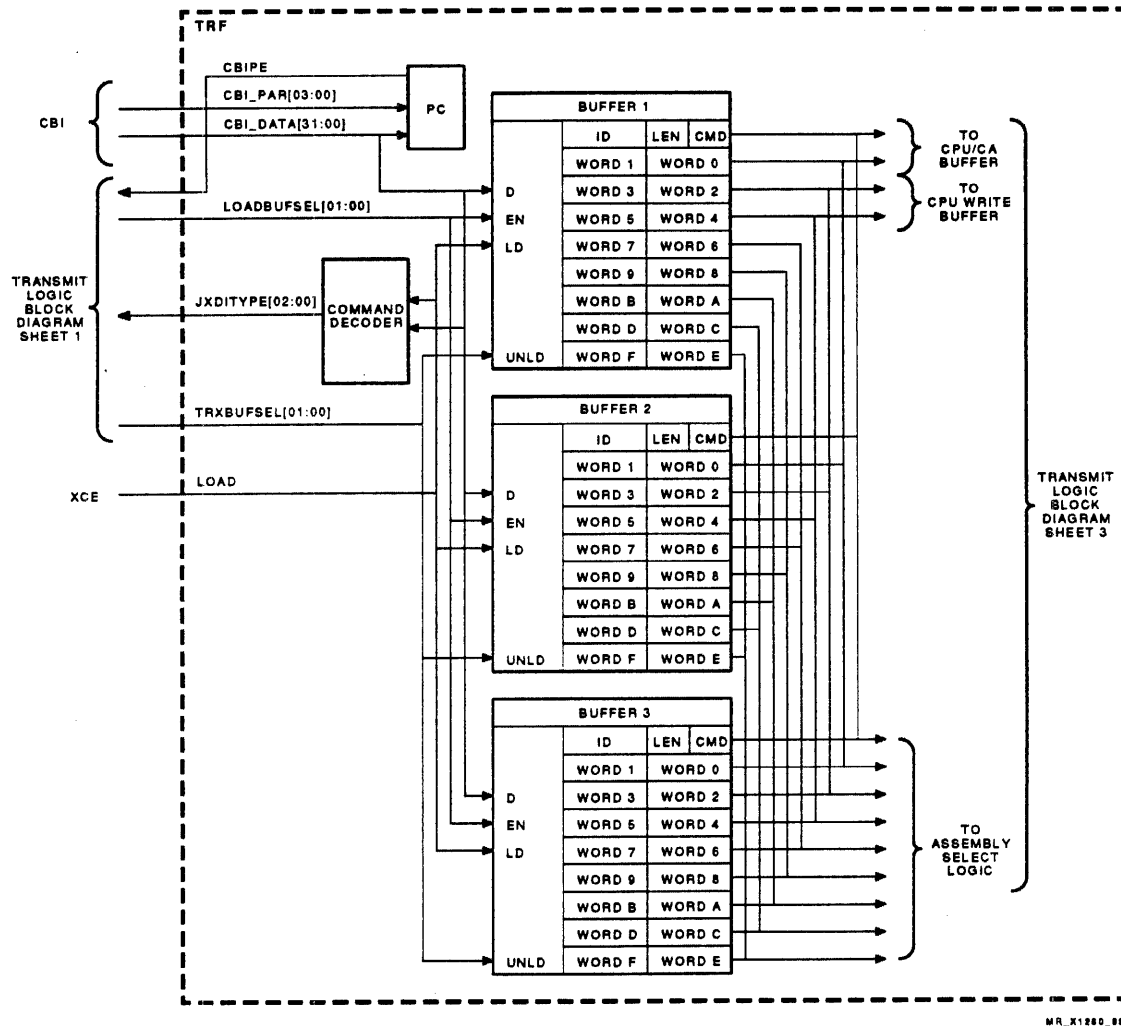 TRF
CBIPE
CBI_PAR[03:00]
CBI_DATA[31:00]
CBI
PC
LOADBUFSEL[01:00]
JXDITYPE[02:00]
COMMAND
DECODER
TRANSMIT
LOGIC
BLOCK
DIAGRAM
SHEET 1
TRXBUFSEL[01:00]
XCE
LOAD
BUFFER 1
ID LEN CMD
WORD 1 WORD 0
D WORD 3 WORD 2
EN WORD 5 WORD 4
LD WORD 7 WORD 6
WORD 9 WORD 8
WORD B WORD A
WORD D WORD C
UNLD WORD F WORD E
BUFFER 2
ID LEN CMD
WORD 1 WORD 0
D WORD 3 WORD 2
EN WORD 5 WORD 4
LD WORD 7 WORD 6
WORD 9 WORD 8
WORD B WORD A
WORD D WORD C
UNLD WORD F WORD E
BUFFER 3
ID LEN CMD
WORD 1 WORD 0
D WORD 3 WORD 2
EN WORD 5 WORD 4
LD WORD 7 WORD 6
WORD 9 WORD 8
WORD B WORD A
WORD D WORD C
UNLD WORD F WORD E
TO
CPU/CA
BUFFER
TO
CPU WRITE
BUFFER
TRANSMIT
LOGIC
BLOCK
DIAGRAM
SHEET 3
TO
ASSEMBLY
SELECT
LOGIC